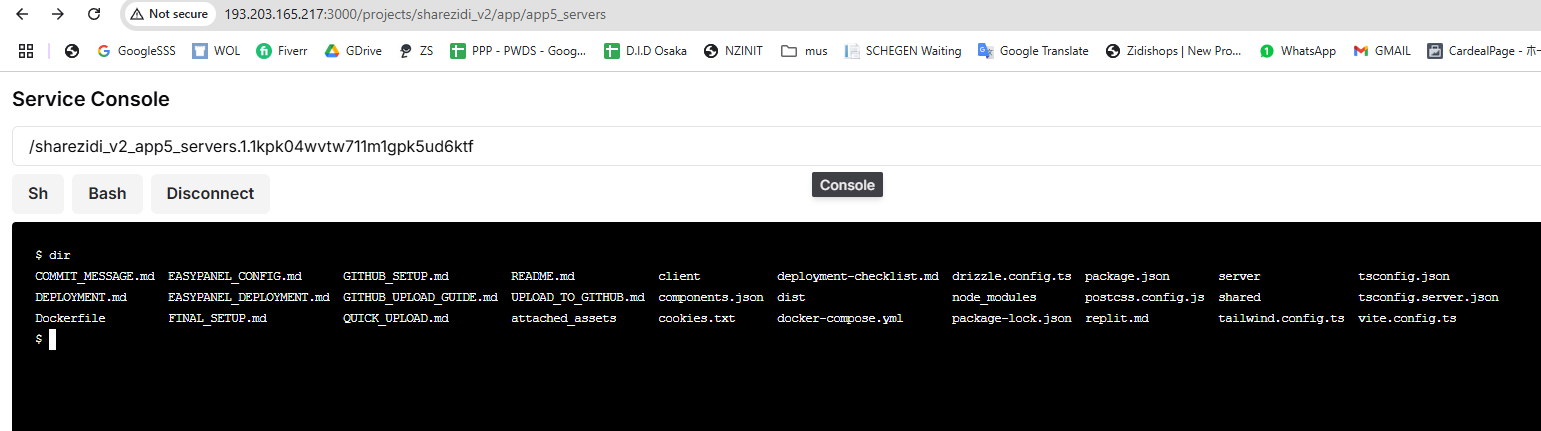 Not secure 193.203.165.217:3000/projects/sharezidi_v2/app/app5_servers
GoogleSSS WOL Fiverr GDrive ZS PPP - PWDS - Goog... D.I.D Osaka NZINIT mus SCHEGEN Waiting Google Translate Zidishops | New Pro... WhatsApp GMAIL CardealPage - ホー
Service Console
/sharezidi_v2_app5_servers.1.1kpk04wvtw711m1gpk5ud6ktf
Sh Bash Disconnect
Console
$ dir
COMMIT_MESSAGE.md EASYPANEL_CONFIG.md GITHUB_SETUP.md README.md client deployment-checklist.md drizzle.config.ts package.json server tsconfig.json
DEPLOYMENT.md EASYPANEL_DEPLOYMENT.md GITHUB_UPLOAD_GUIDE.md UPLOAD_TO_GITHUB.md components.json dist node_modules postcss.config.js shared tsconfig.server.json
Dockerfile FINAL_SETUP.md QUICK_UPLOAD.md attached_assets cookies.txt docker-compose.yml package-lock.json replit.md tailwind.config.ts vite.config.ts
$